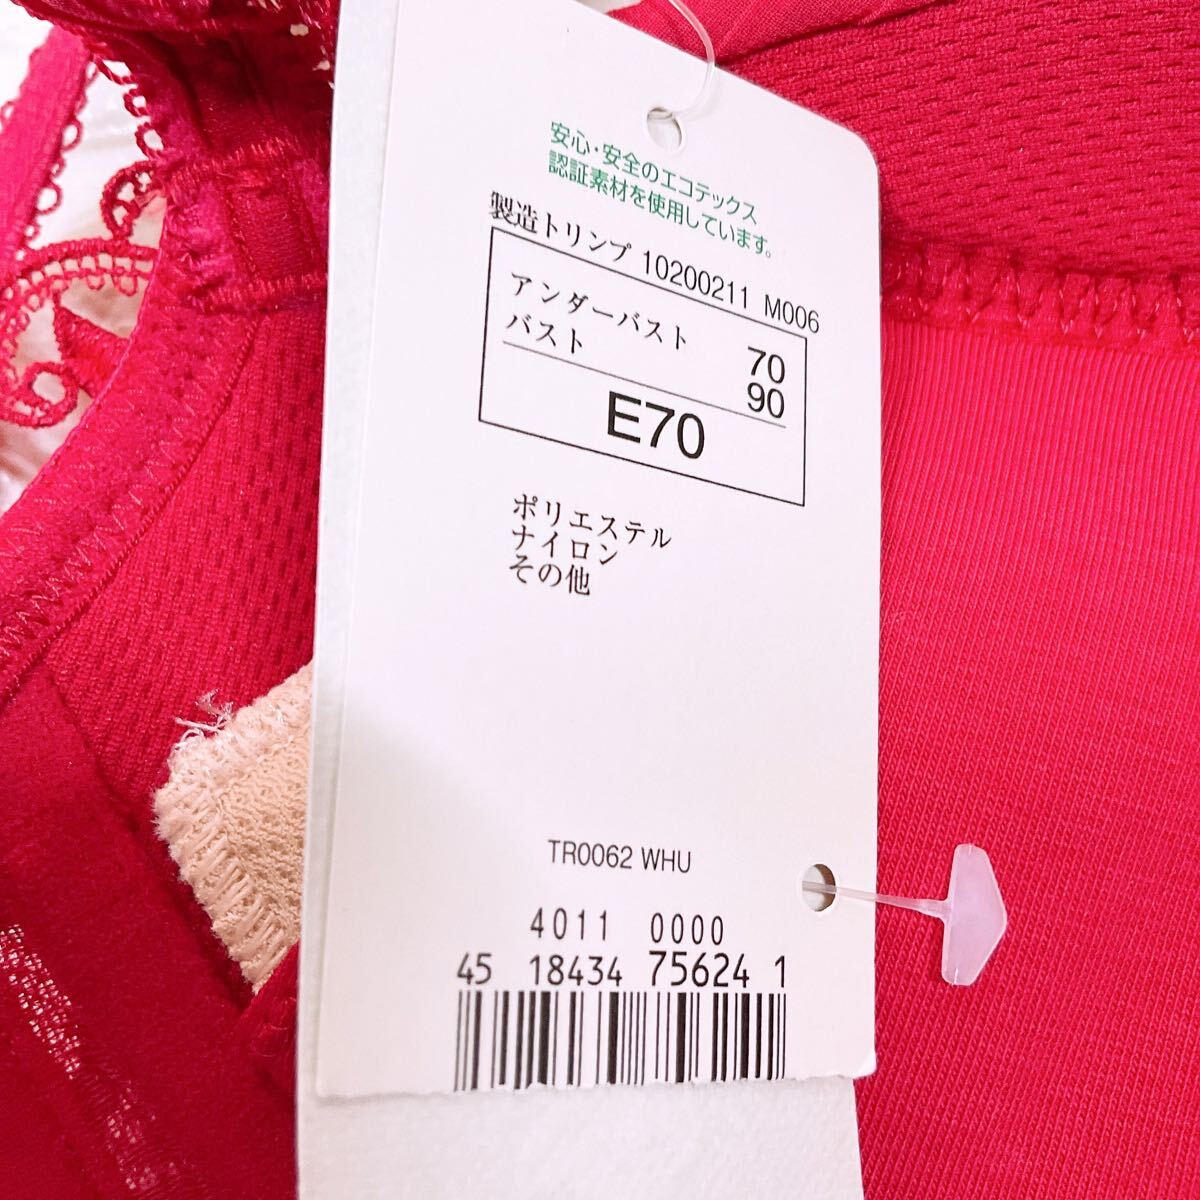 安心・安全のエコテックス
認証素材を使用しています。
製造トリンプ 10200211 M006
アンダーバスト 70
バスト 90
E70
ポリエステル
ナイロン
その他
TR0062 WHU
4011 0000
45 18434 75624 1